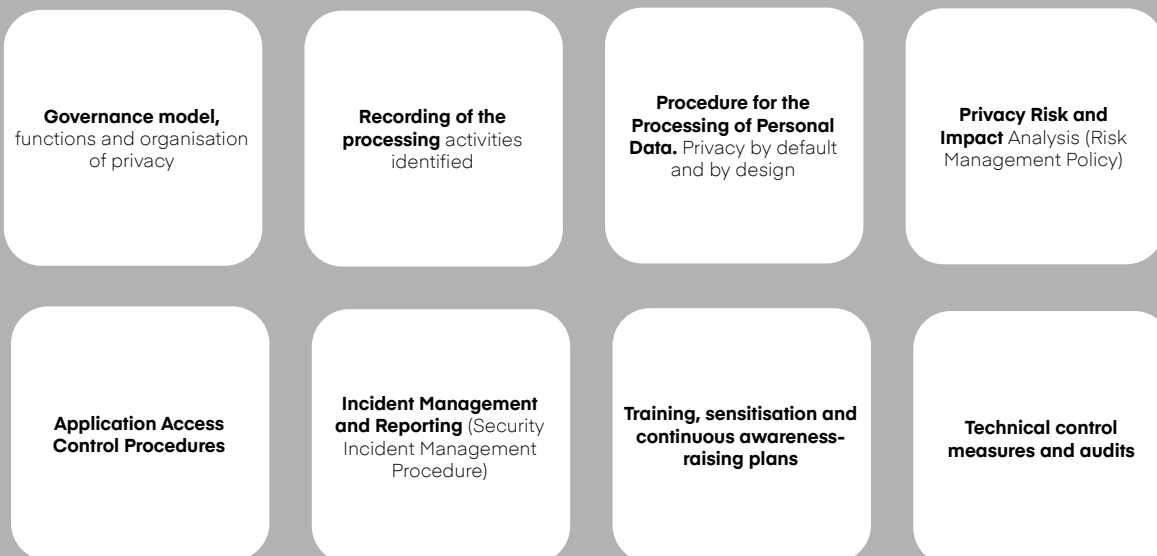 Governance model,
functions and organisation
of privacy
Recording of the
processing activities
identified
Procedure for the
Processing of Personal
Data. Privacy by default
and by design
Privacy Risk and
Impact Analysis (Risk
Management Policy)
Application Access
Control Procedures
Incident Management
and Reporting (Security
Incident Management
Procedure)
Training, sensitisation and
continuous awareness-
raising plans
Technical control
measures and audits